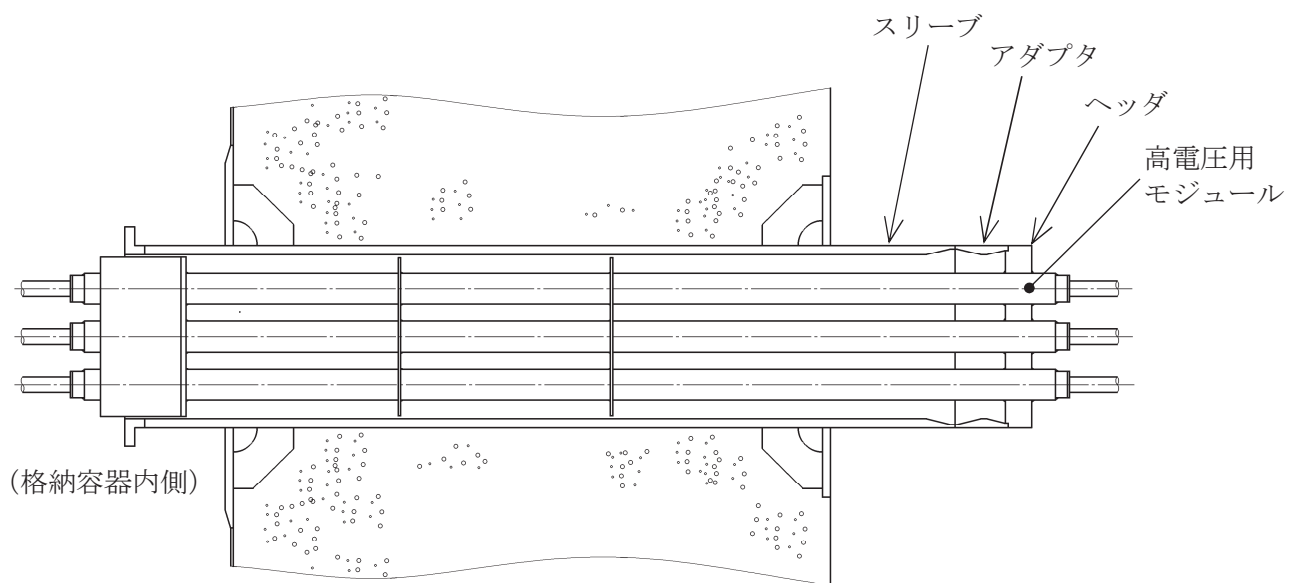 スリーブ
アダプタ
ヘッダ
高電圧用
モジュール
(格納容器内側)